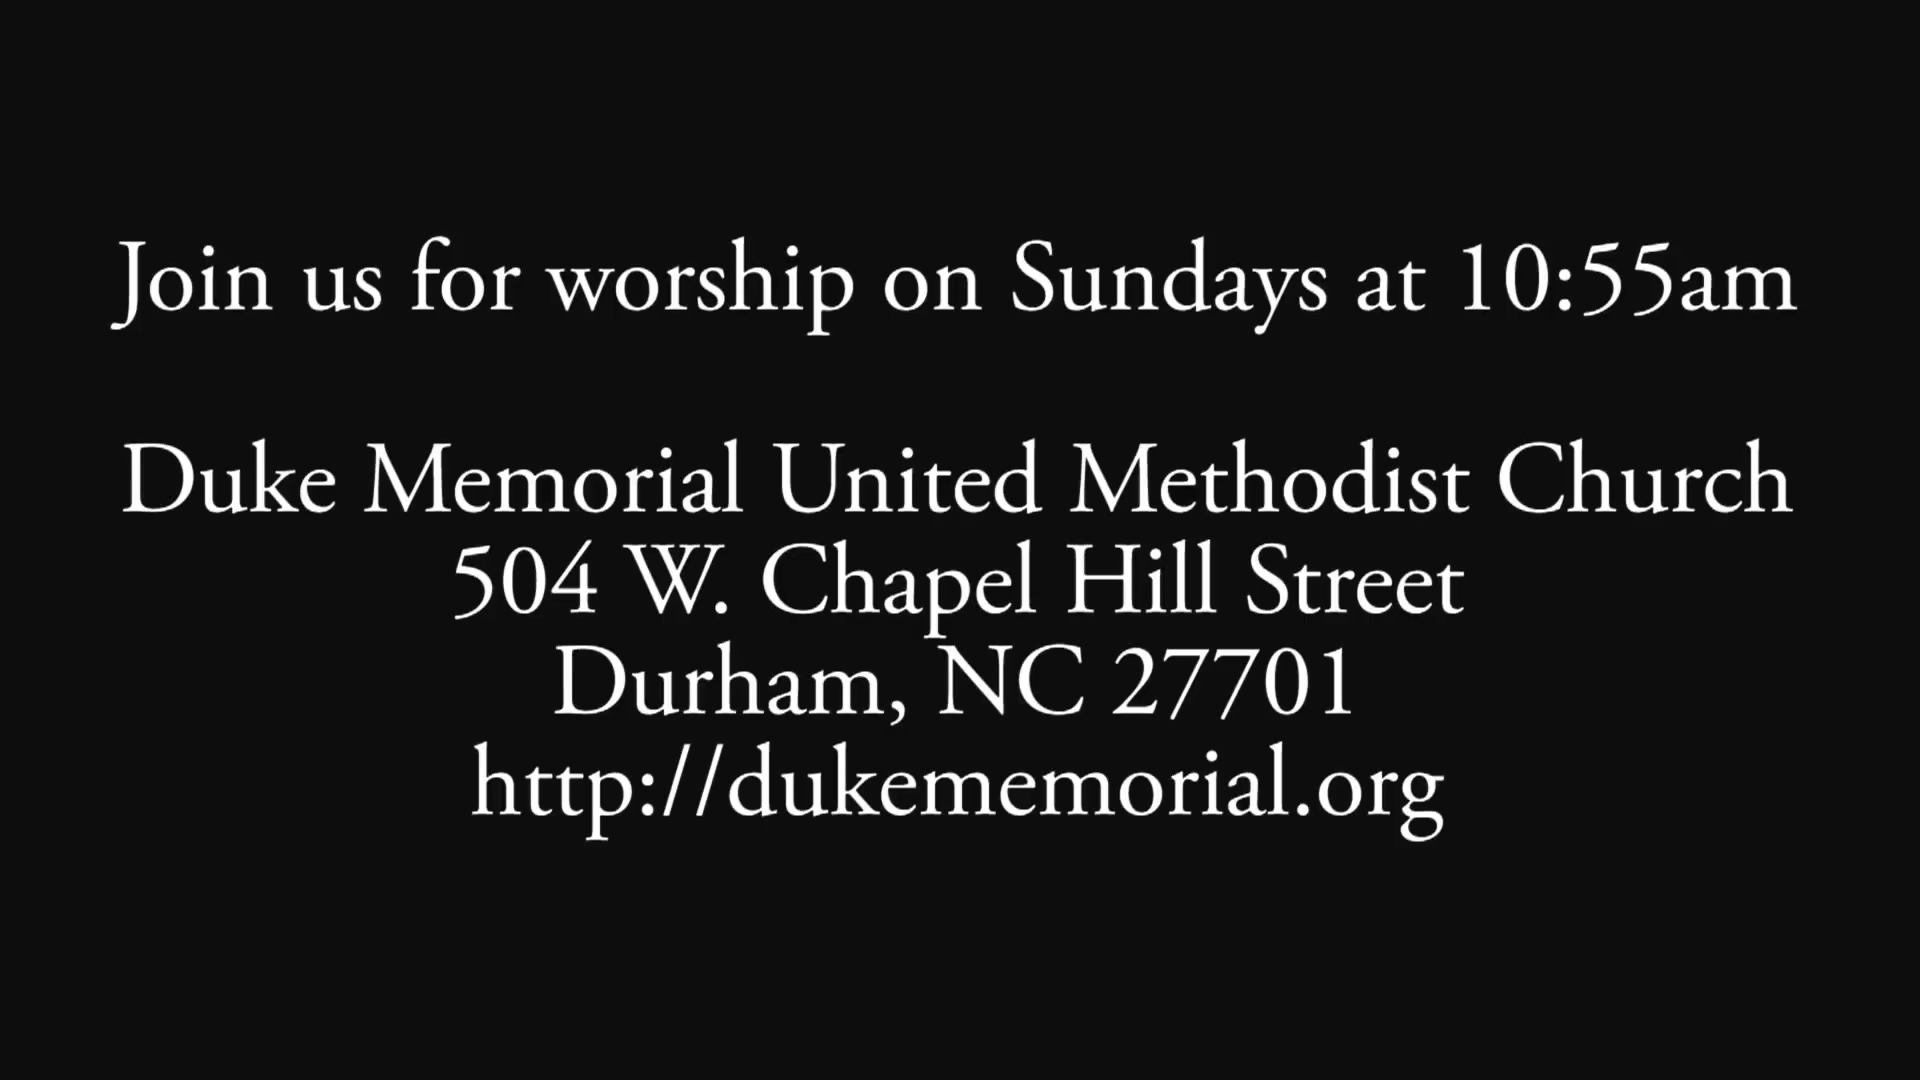 Join us for worship on Sundays at 10:55am
Duke Memorial United Methodist Church
504 W. Chapel Hill Street
Durham, NC 27701
http://dukememorial.org